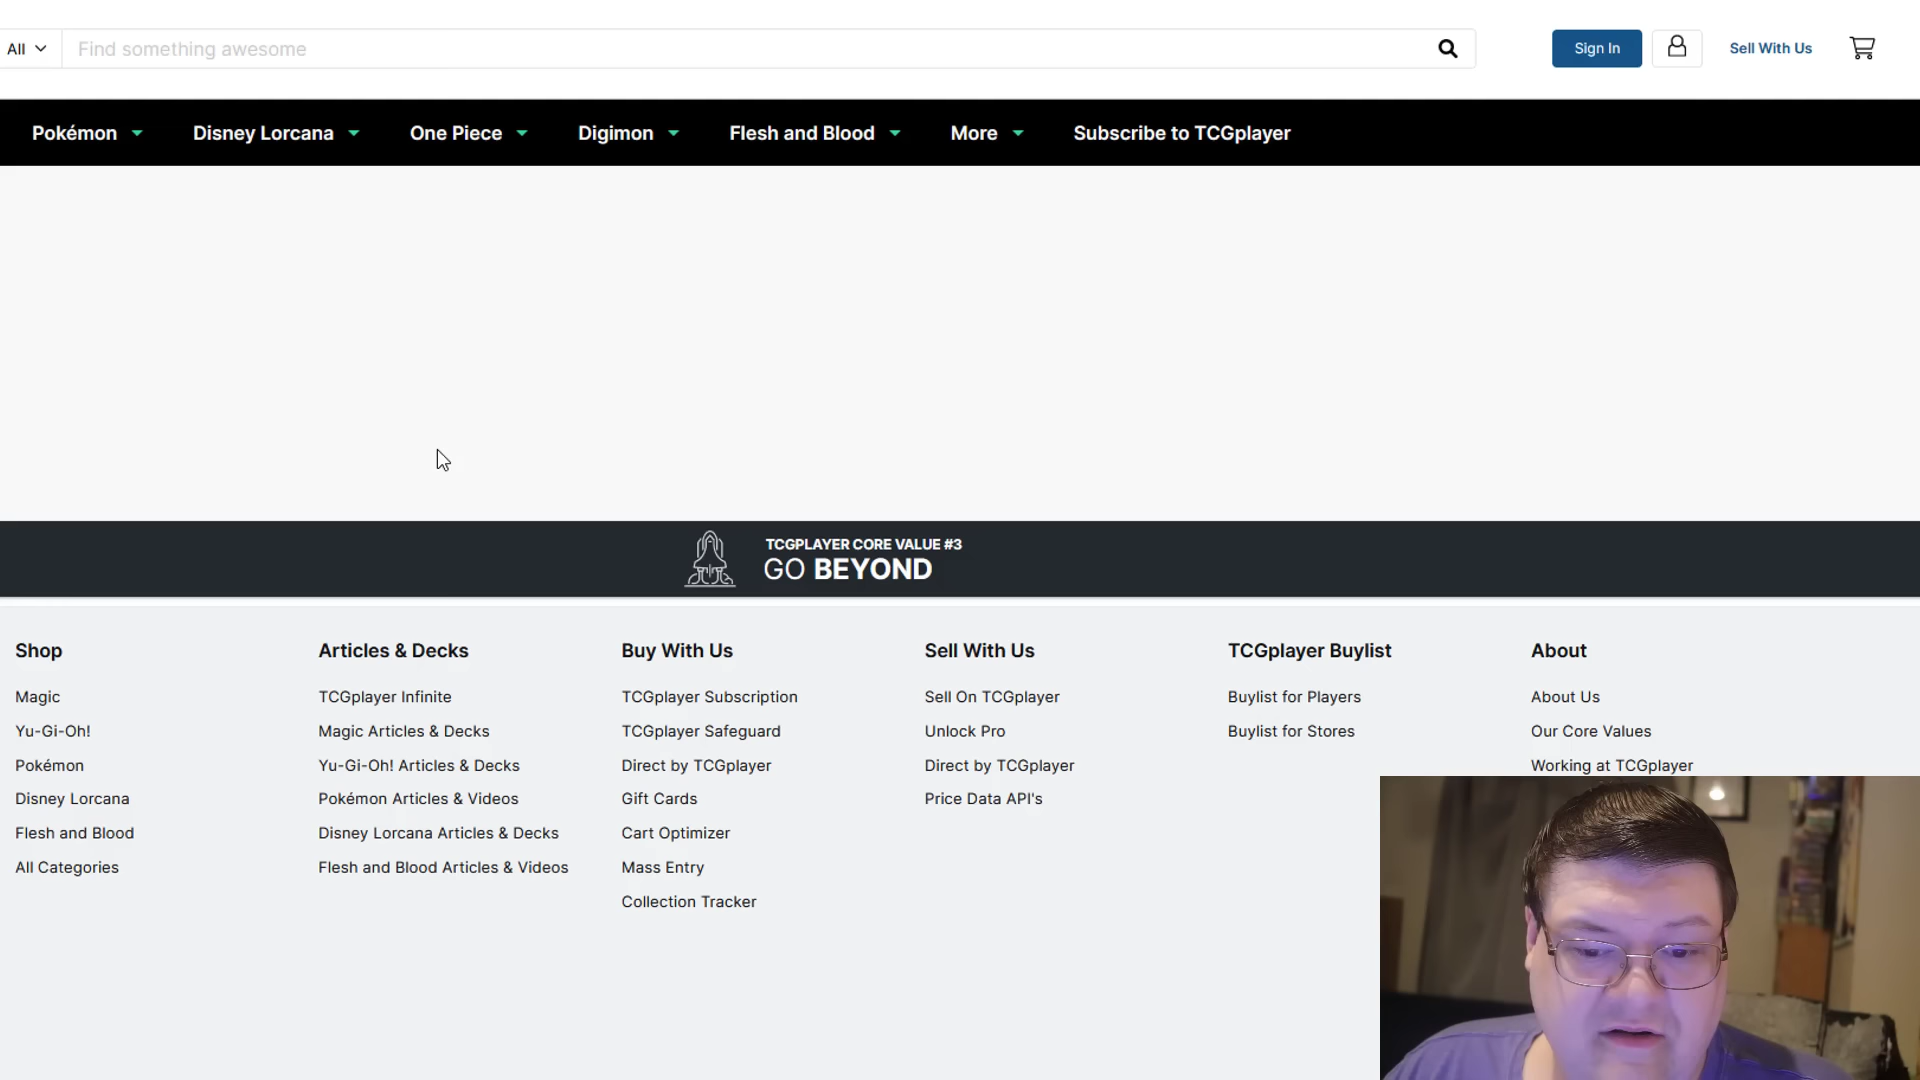 All
Find something awesome
Sign In
Sell With Us
Pokémon
Disney Lorcana
One Piece
Digimon
Flesh and Blood
More
Subscribe to TCGplayer
TCGPLAYER CORE VALUE #3
GO BEYOND
Shop
Magic
Yu-Gi-Oh!
Pokémon
Disney Lorcana
Flesh and Blood
All Categories
Articles & Decks
TCGplayer Infinite
Magic Articles & Decks
Yu-Gi-Oh! Articles & Decks
Pokémon Articles & Videos
Disney Lorcana Articles & Decks
Flesh and Blood Articles & Videos
Buy With Us
TCGplayer Subscription
TCGplayer Safeguard
Direct by TCGplayer
Gift Cards
Cart Optimizer
Mass Entry
Collection Tracker
Sell With Us
Sell On TCGplayer
Unlock Pro
Direct by TCGplayer
Price Data API's
TCGplayer Buylist
Buylist for Players
Buylist for Stores
About
About Us
Our Core Values
Working at TCGplayer